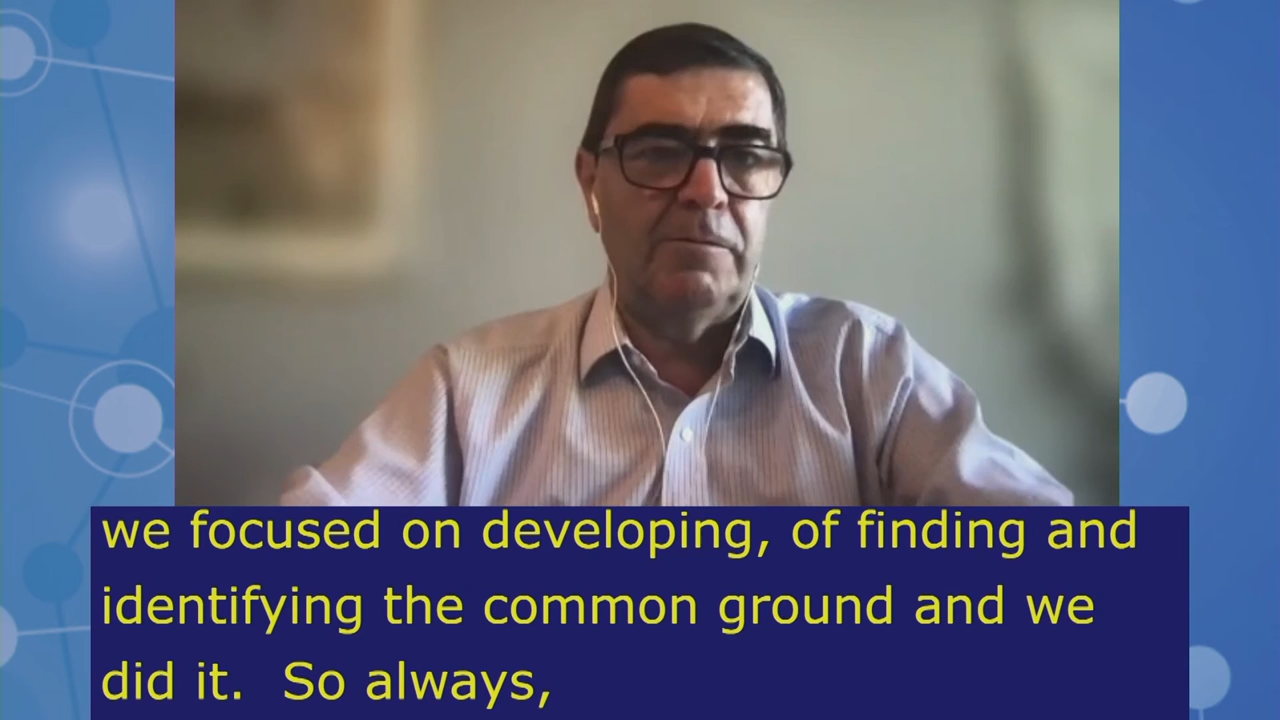 we focused on developing, of finding and
identifying the common ground and we
did it.  So always,